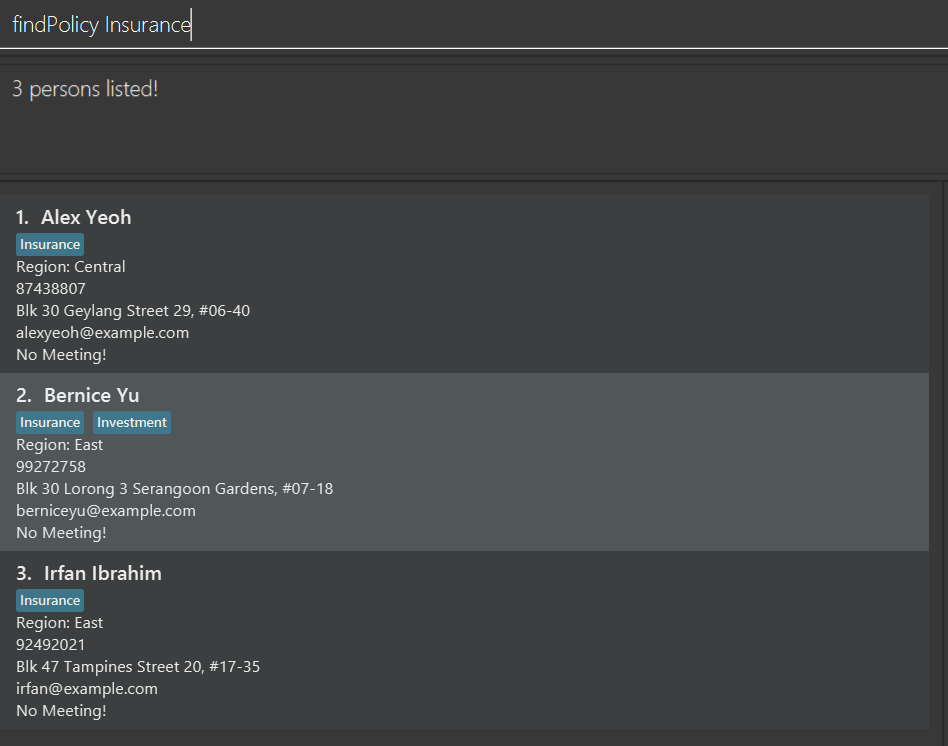 findPolicy Insurance
3 persons listed!
1. Alex Yeoh
Insurance
Region: Central
87438807
Blk 30 Geylang Street 29, #06-40
alexyeoh@example.com
No Meeting!
2. Bernice Yu
Insurance Investment
Region: East
99272758
Blk 30 Lorong 3 Serangoon Gardens, #07-18
berniceyu@example.com
No Meeting!
3. Irfan Ibrahim
Insurance
Region: East
92492021
Blk 47 Tampines Street 20, #17-35
irfan@example.com
No Meeting!